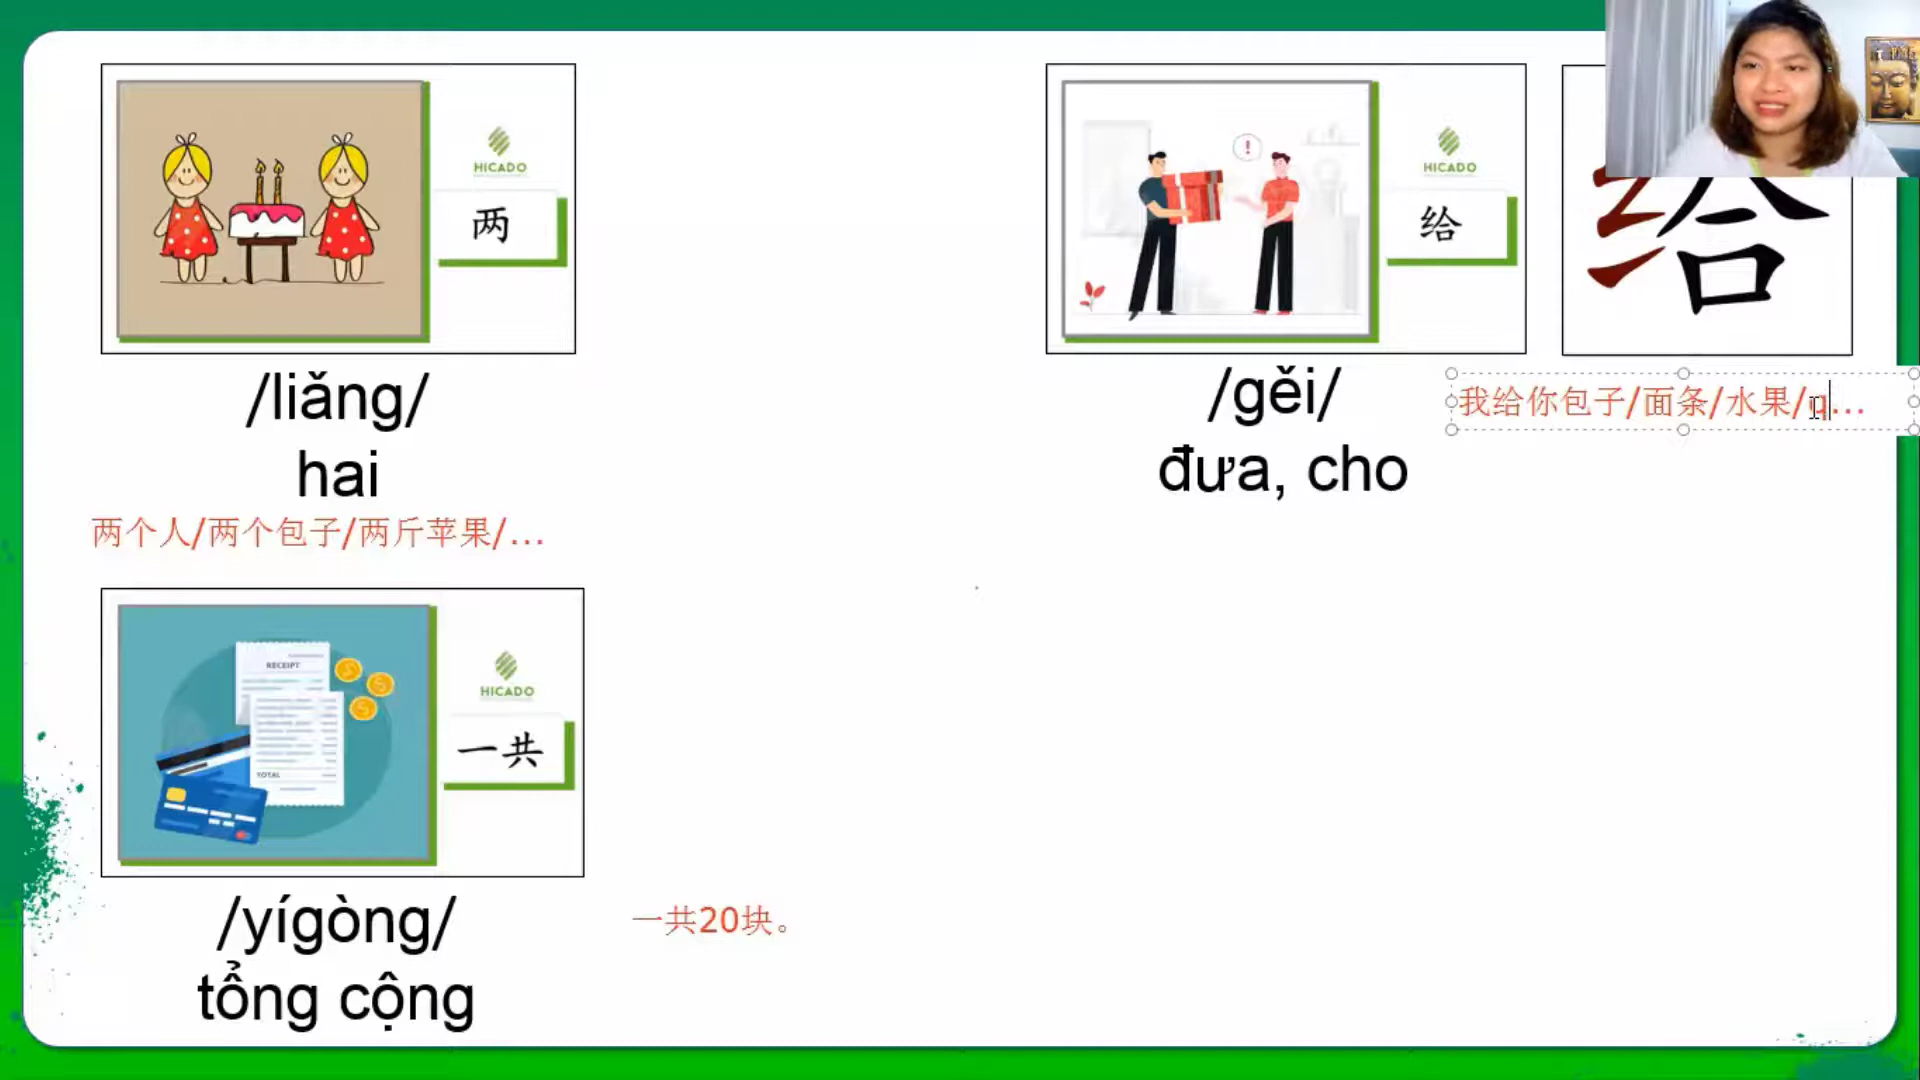 HICADO
两
/liǎng/
hai
两个人/两个包子/两斤苹果/...
HICADO
给
给
/gěi/
đưa, cho
我给你包子/面条/水果/q...
RECEIPT
TOTAL
HICADO
一共
/yígòng/
tổng cộng
一共20块。